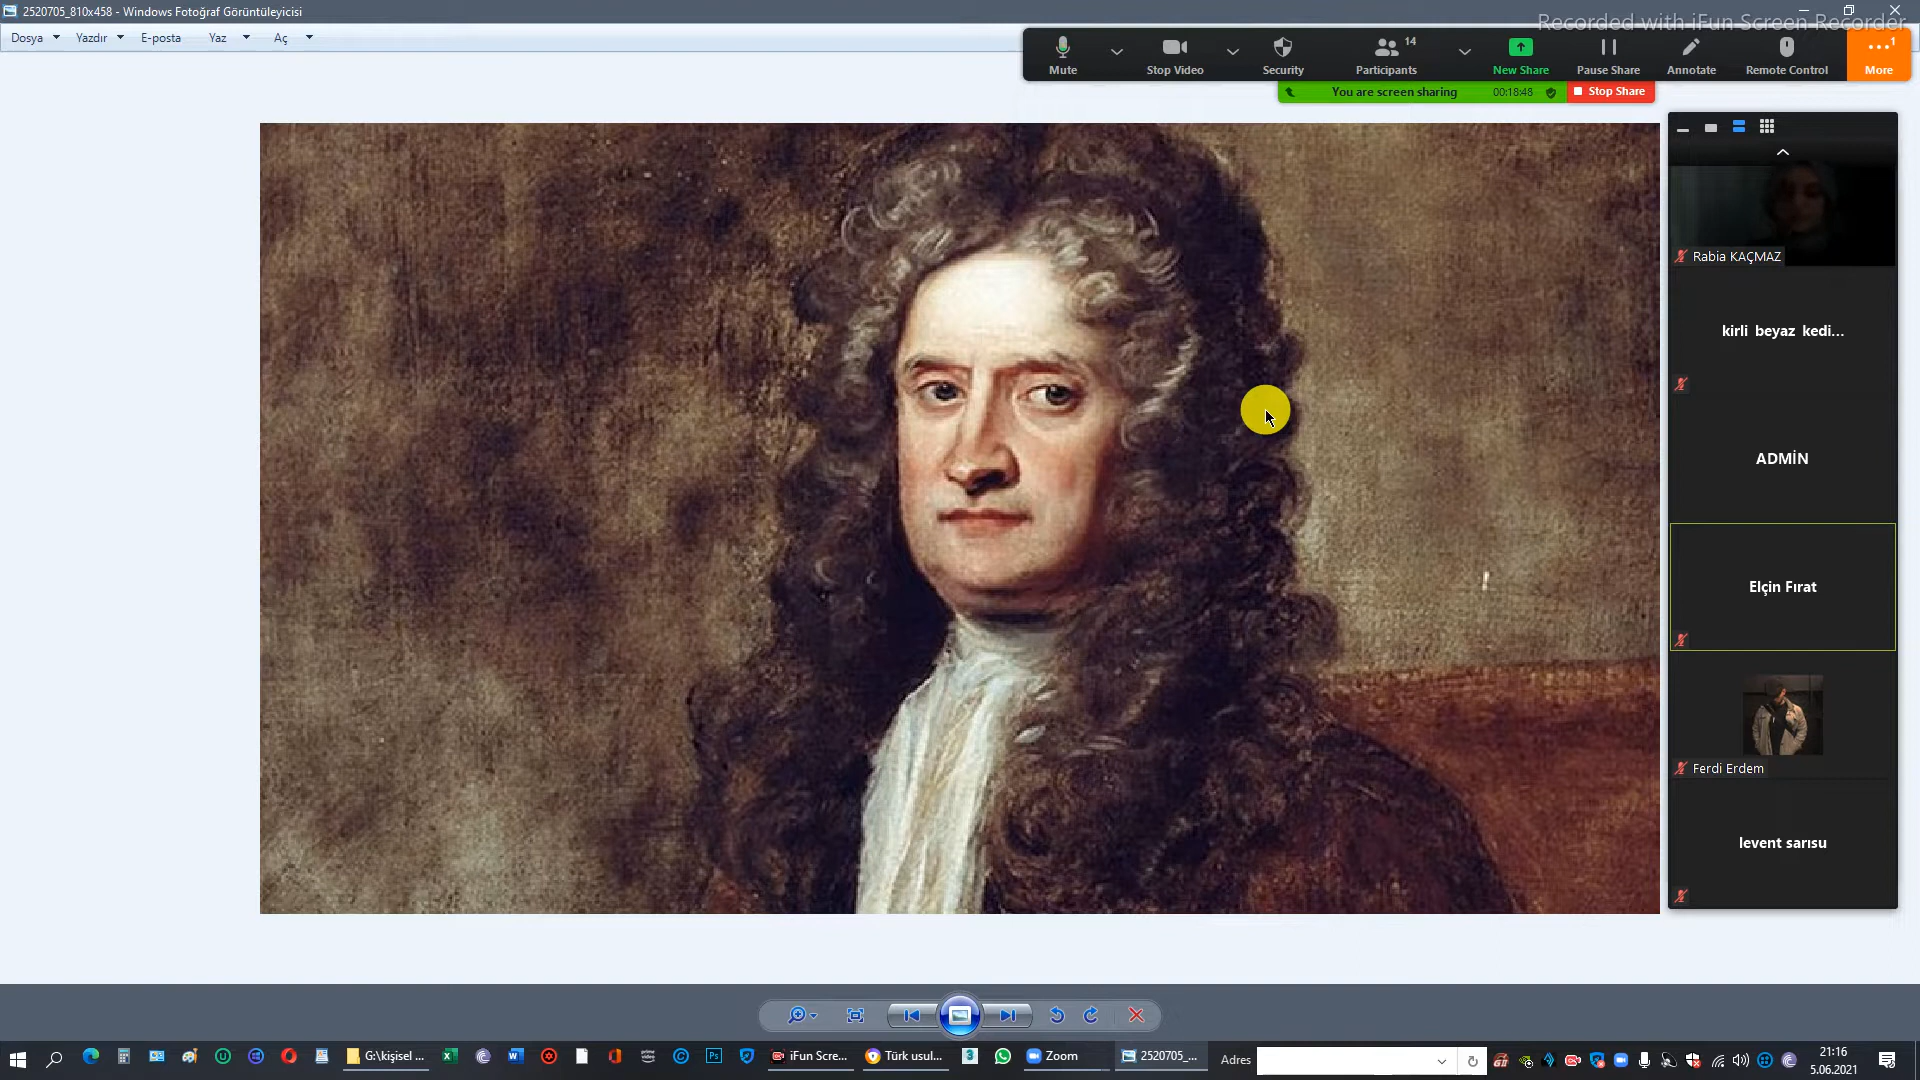 2520705_810x458 - Windows Fotoğraf Görüntüleyicisi
Recorded with iFun Screen Recorder
Dosya Yazdır E-posta Yaz Aç
14
1
Mute Stop Video Security Participants New Share Pause Share Annotate Remote Control More
You are screen sharing 00:18:48 Stop Share
Rabia KAÇMAZ
kirli beyaz kedi...
ADMİN
Elçin Fırat
Ferdi Erdem
levent sarısu
G:\kişisel ...
iFun Scre...
Türk usul...
Zoom
2520705_...
Adres
21:16
5.06.2021